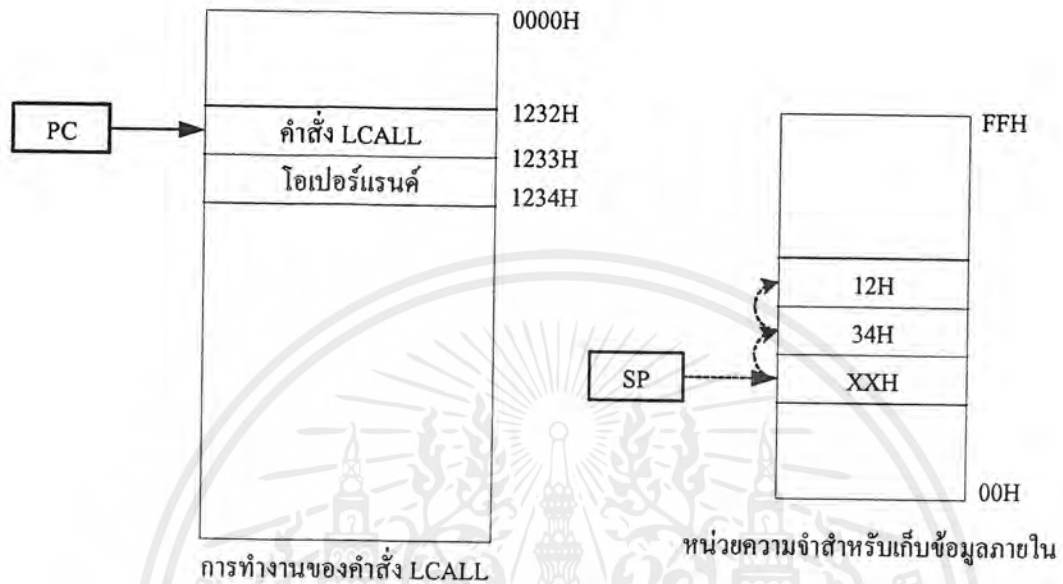 0000H
1232H
PC
คำสั่ง LCALL
1233H
โอเปอร์แรนด์
1234H
FFH
12H
34H
SP
XXH
00H
การทำงานของคำสั่ง LCALL
หน่วยความจำสำหรับเก็บข้อมูลภายใน